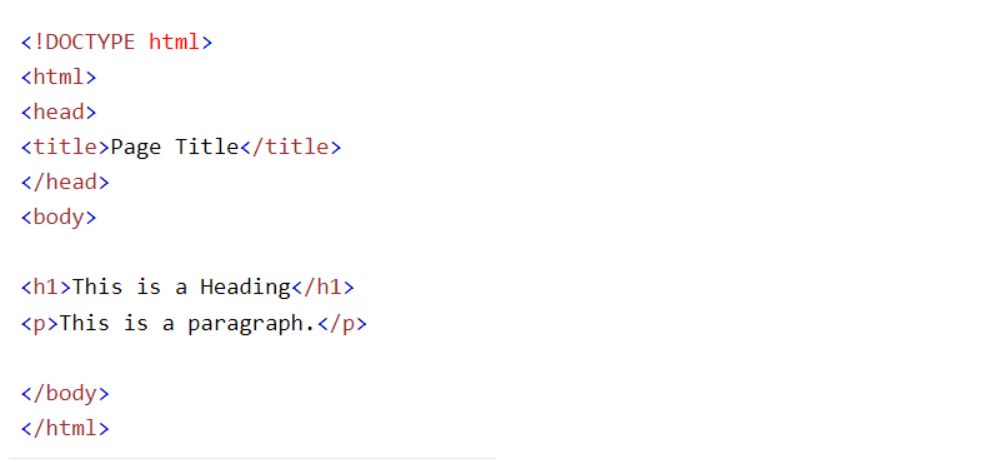 <!DOCTYPE html>
<html>
<head>
<title>Page Title</title>
</head>
<body>
<h1>This is a Heading</h1>
<p>This is a paragraph.</p>
</body>
</html>